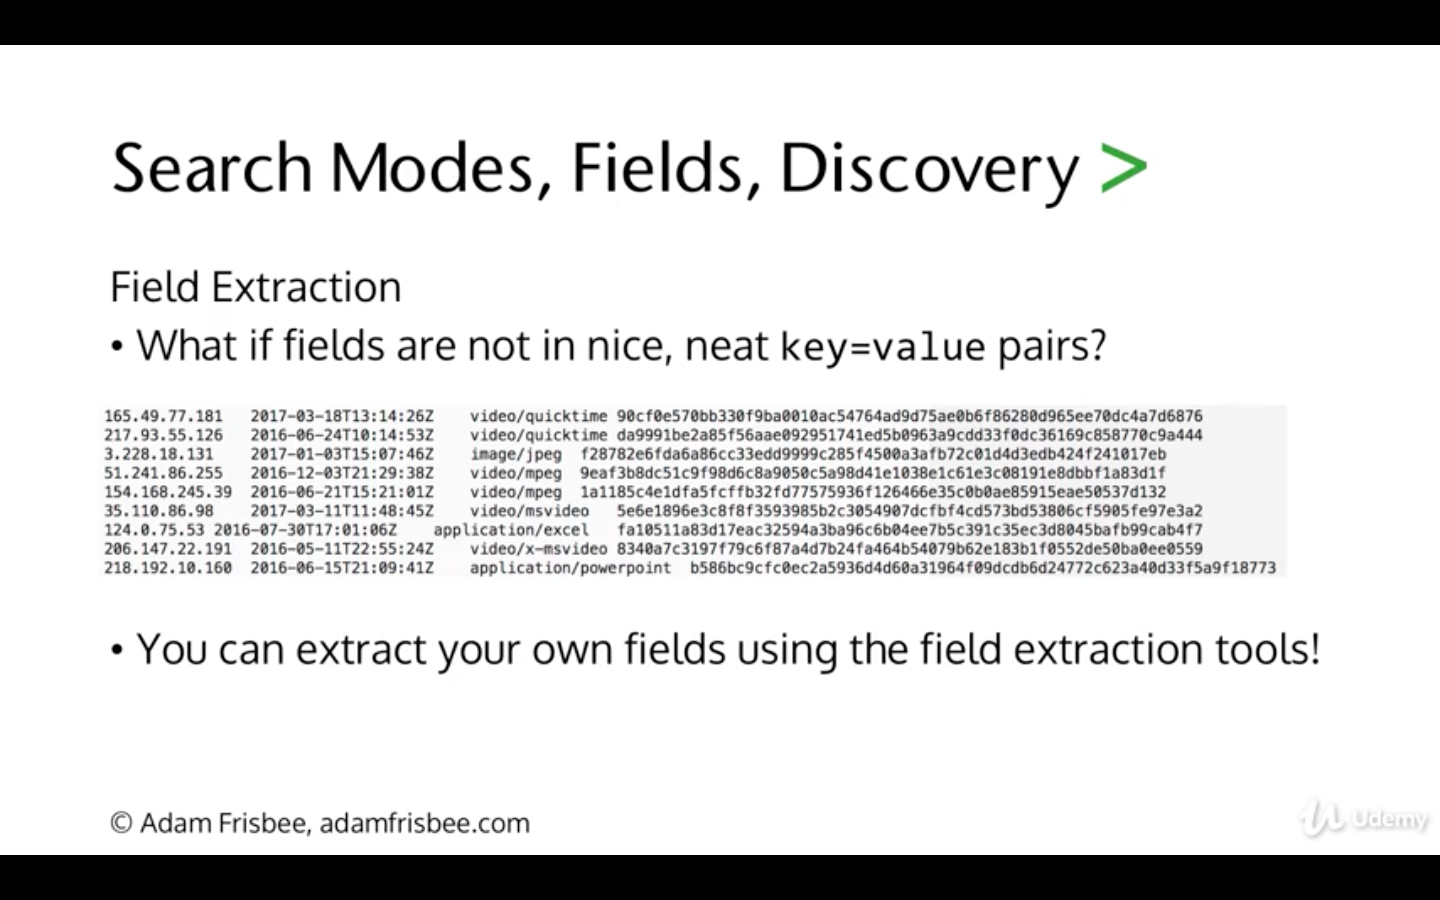 Search Modes, Fields, Discovery >
Field Extraction
• What if fields are not in nice, neat key=value pairs?
165.49.77.181 2017-03-18T13:14:26Z video/quicktime 90cf0e570bb330f9ba0010ac54764ad9d75ae0b6f86280d965ee70dc4a7d6876
217.93.55.126 2016-06-24T10:14:53Z video/quicktime da9991be2a85f56aae092951741ed5b0963a9cdd33f0dc36169c858770c9a444
3.228.18.131 2017-01-03T15:07:46Z image/jpeg f28782e6fda6a86cc33edd9999c285f4500a3afb72c01d4d3edb424f241017eb
51.241.86.255 2016-12-03T21:29:38Z video/mpeg 9eaf3b8dc51c9f98d6c8a9050c5a98d41e1038e1c61e3c08191e8dbbf1a83d1f
154.168.245.39 2016-06-21T15:21:01Z video/mpeg 1a1185c4e1dfa5fcffb32fd77575936f126466e35c0b0ae85915eae50537d132
35.110.86.98 2017-03-11T11:48:45Z video/msvideo 5e6e1896e3c8f8f3593985b2c3054907dcfbf4cd573bd53806cf5905fe97e3a2
124.0.75.53 2016-07-30T17:01:06Z application/excel fa10511a83d17eac32594a3ba96c6b04ee7b5c391c35ec3d8045bafb99cab4f7
206.147.22.191 2016-05-11T22:55:24Z video/x-msvideo 8340a7c3197f79c6f87a4d7b24fa464b54079b62e183b1f0552de50ba0ee0559
218.192.10.160 2016-06-15T21:09:41Z application/powerpoint b586bc9cfc0ec2a5936d4d60a31964f09dcdb6d24772c623a40d33f5a9f18773
• You can extract your own fields using the field extraction tools!
© Adam Frisbee, adamfrisbee.com
Udemy